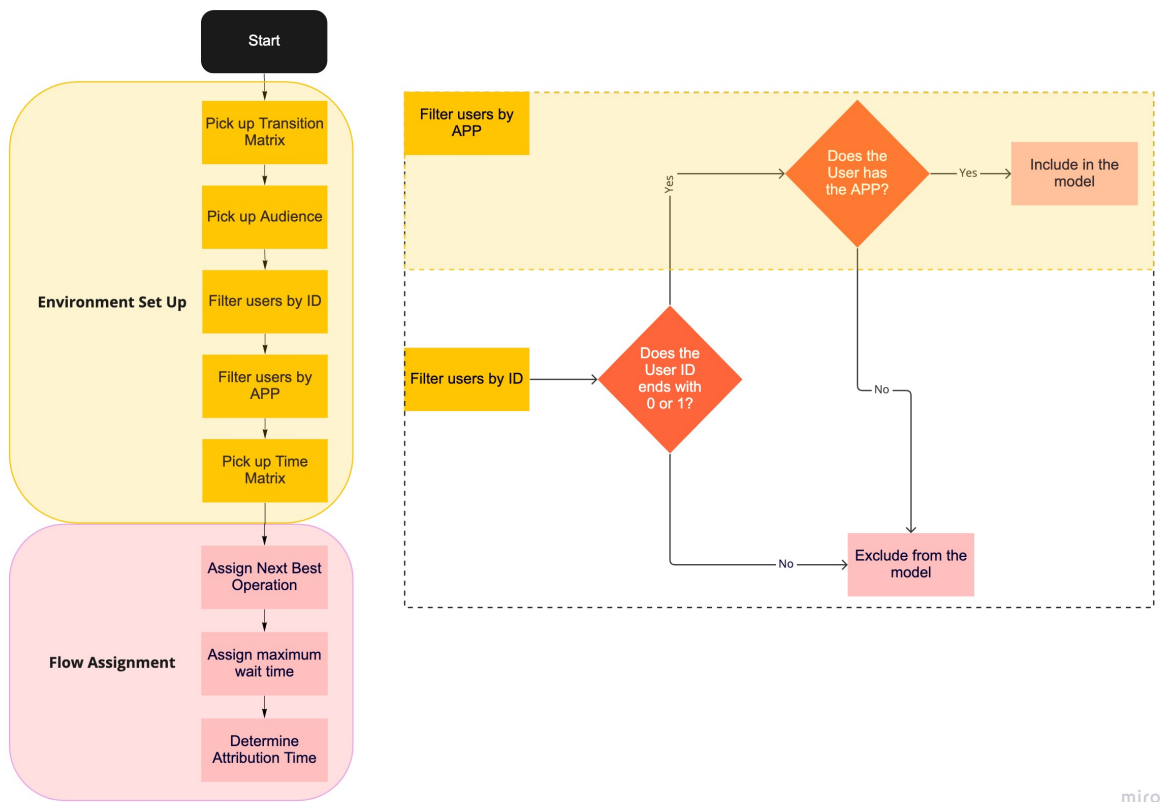 Start
Pick up Transition
Matrix
Pick up Audience
Environment Set Up
Filter users by ID
Filter users by
APP
Pick up Time
Matrix
Assign Next Best
Operation
Flow Assignment
Assign maximum
wait time
Determine
Attribution Time
Filter users by
APP
Does the
User has
the APP?
Yes
Include in the
model
Yes
Filter users by ID
Does the
User ID
ends with
0 or 1?
No
No
Exclude from the
model
miro